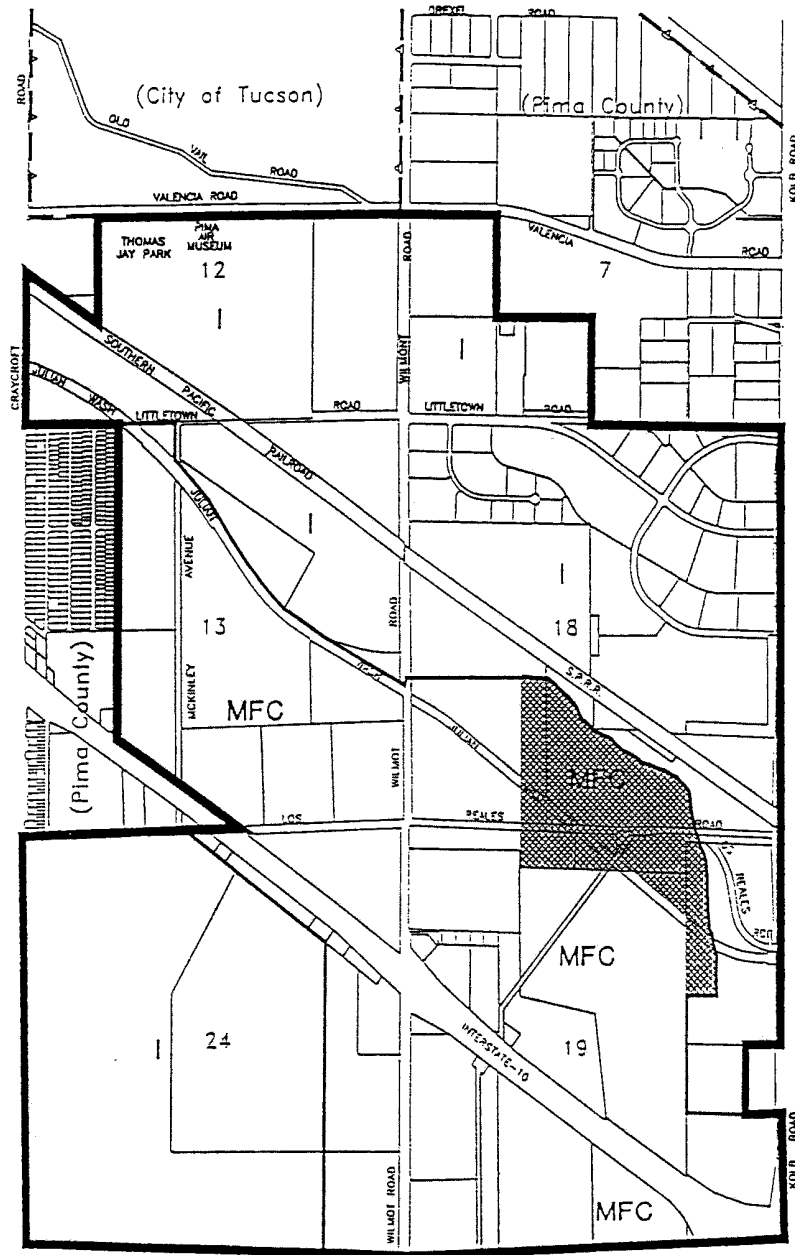 DREXEL ROAD
(City of Tucson)
(Pima County)
ROAD
OLD VAIL ROAD
KOLB ROAD
VALENCIA ROAD
THOMAS
JAY PARK
PIMA
AIR
MUSEUM
ROAD
VALENCIA ROAD
12
7
I
I
CRAYCROFT
SOUTHERN PACIFIC RAILROAD
WILMONT
JULIAN WASH
LITTLETOWN ROAD
LITTLETOWN ROAD
AVENUE
I
I
ROAD
13
18
S.P.R.R.
(Pima County)
MCKINLEY
MFC
JULIAN
WILMOT
MFC
LOS REALES ROAD
REALES
MFC
I
24
19
INTERSTATE-10
WILMOT ROAD
MFC
KOLB ROAD